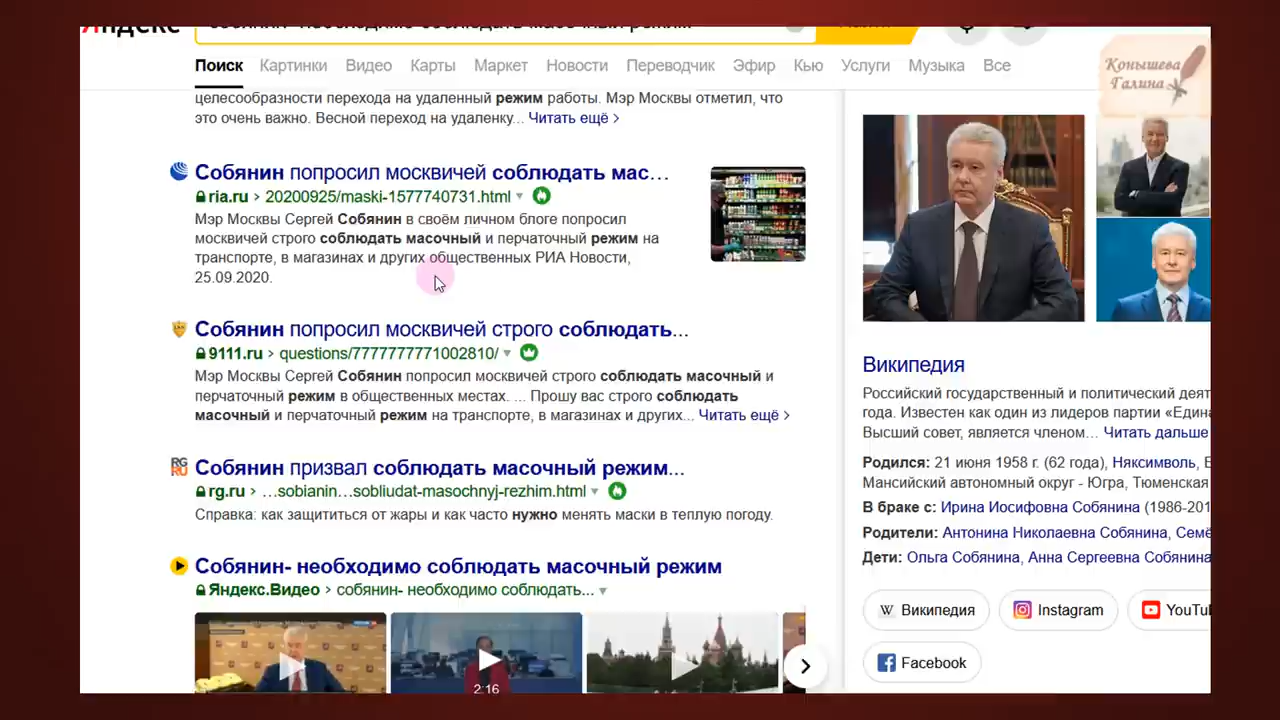 Яндекс
Собянин- необходимо соблюдать масочный режи...
Поиск Картинки Видео Карты Маркет Новости Переводчик Эфир Кью Услуги Музыка Все
Конышева
Галина
целесообразности перехода на удаленный режим работы. Мэр Москвы отметил, что
это очень важно. Весной переход на удаленку... Читать ещё >
Собянин попросил москвичей соблюдать мас...
ria.ru > 20200925/maski-1577740731.html
Мэр Москвы Сергей Собянин в своём личном блоге попросил
москвичей строго соблюдать масочный и перчаточный режим на
транспорте, в магазинах и других общественных РИА Новости,
25.09.2020.
Собянин попросил москвичей строго соблюдать...
9111.ru > questions/7777777771002810/
Мэр Москвы Сергей Собянин попросил москвичей строго соблюдать масочный и
перчаточный режим в общественных местах. ... Прошу вас строго соблюдать
масочный и перчаточный режим на транспорте, в магазинах и других... Читать ещё >
RG
RU
Собянин призвал соблюдать масочный режим...
rg.ru > ...sobianin...sobliudat-masochnyj-rezhim.html
Справка: как защититься от жары и как часто нужно менять маски в теплую погоду.
Собянин- необходимо соблюдать масочный режим
Яндекс.Видео > собянин- необходимо соблюдать...
2:16
Википедия
Российский государственный и политический деят
года. Известен как один из лидеров партии «Едина
Высший совет, является членом... Читать дальше
Родился: 21 июня 1958 г. (62 года), Няксимволь,
Мансийский автономный округ - Югра, Тюменская
В браке с: Ирина Иосифовна Собянина (1986-201
Родители: Антонина Николаевна Собянина, Семё
Дети: Ольга Собянина, Анна Сергеевна Собянина
W Википедия Instagram YouTu
Facebook